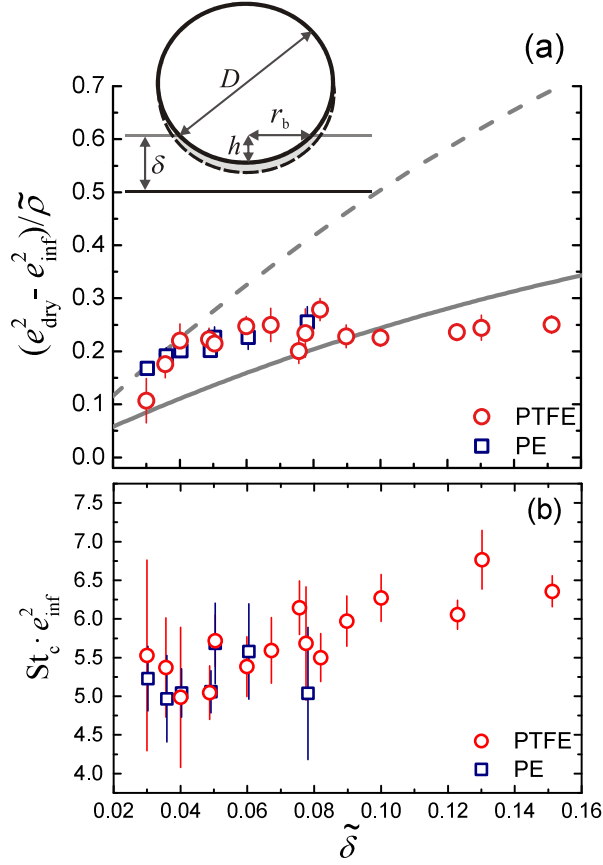 (a)
D
r_b
h
δ
(e²_dry - e²_inf)/ρ̃
0.7
0.6
0.5
0.4
0.3
0.2
0.1
0.0
PTFE
PE
(b)
St_c · e²_inf
7.5
7.0
6.5
6.0
5.5
5.0
4.5
4.0
PTFE
PE
0.02 0.04 0.06 0.08 0.10 0.12 0.14 0.16
δ̃